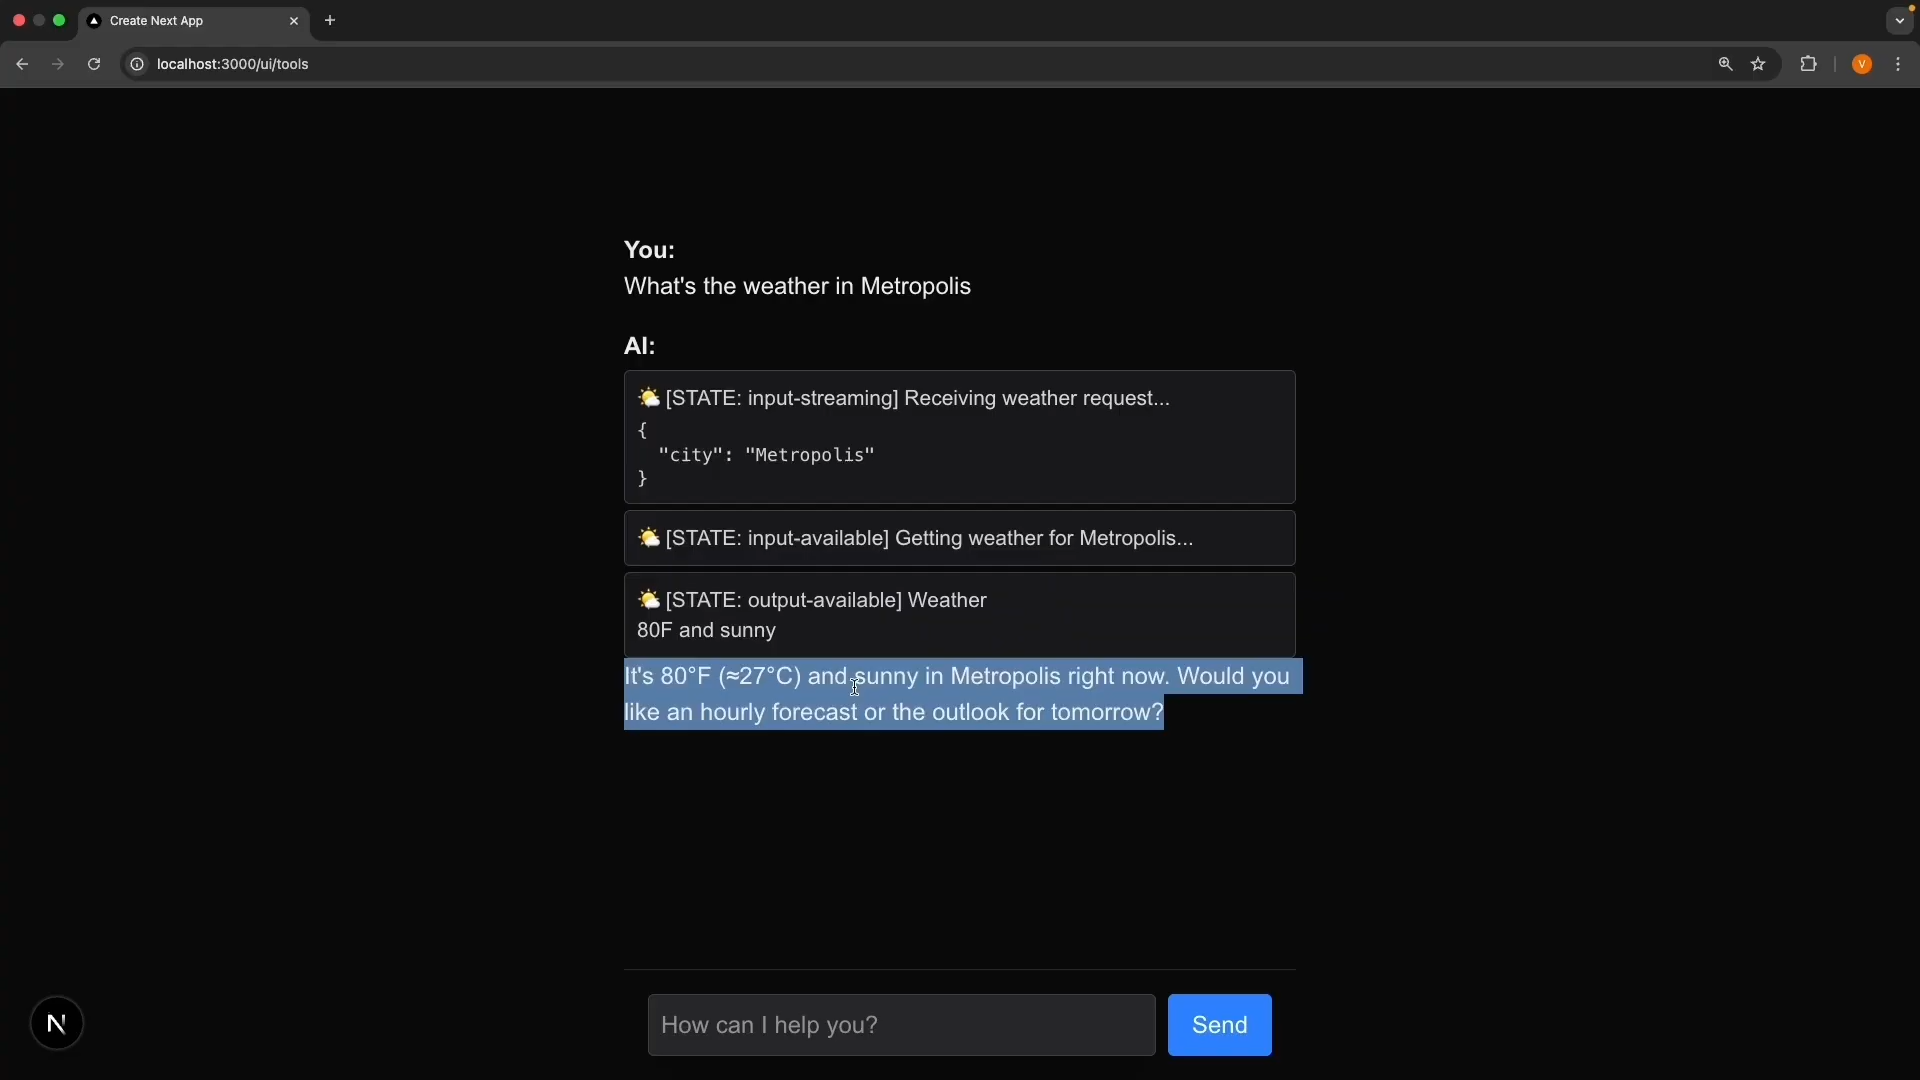 Create Next App
localhost:3000/ui/tools
V
You:
What's the weather in Metropolis
AI:
[STATE: input-streaming] Receiving weather request...
{
"city": "Metropolis"
}
[STATE: input-available] Getting weather for Metropolis...
[STATE: output-available] Weather
80F and sunny
It's 80°F (≈27°C) and sunny in Metropolis right now. Would you
like an hourly forecast or the outlook for tomorrow?
How can I help you?
Send
N